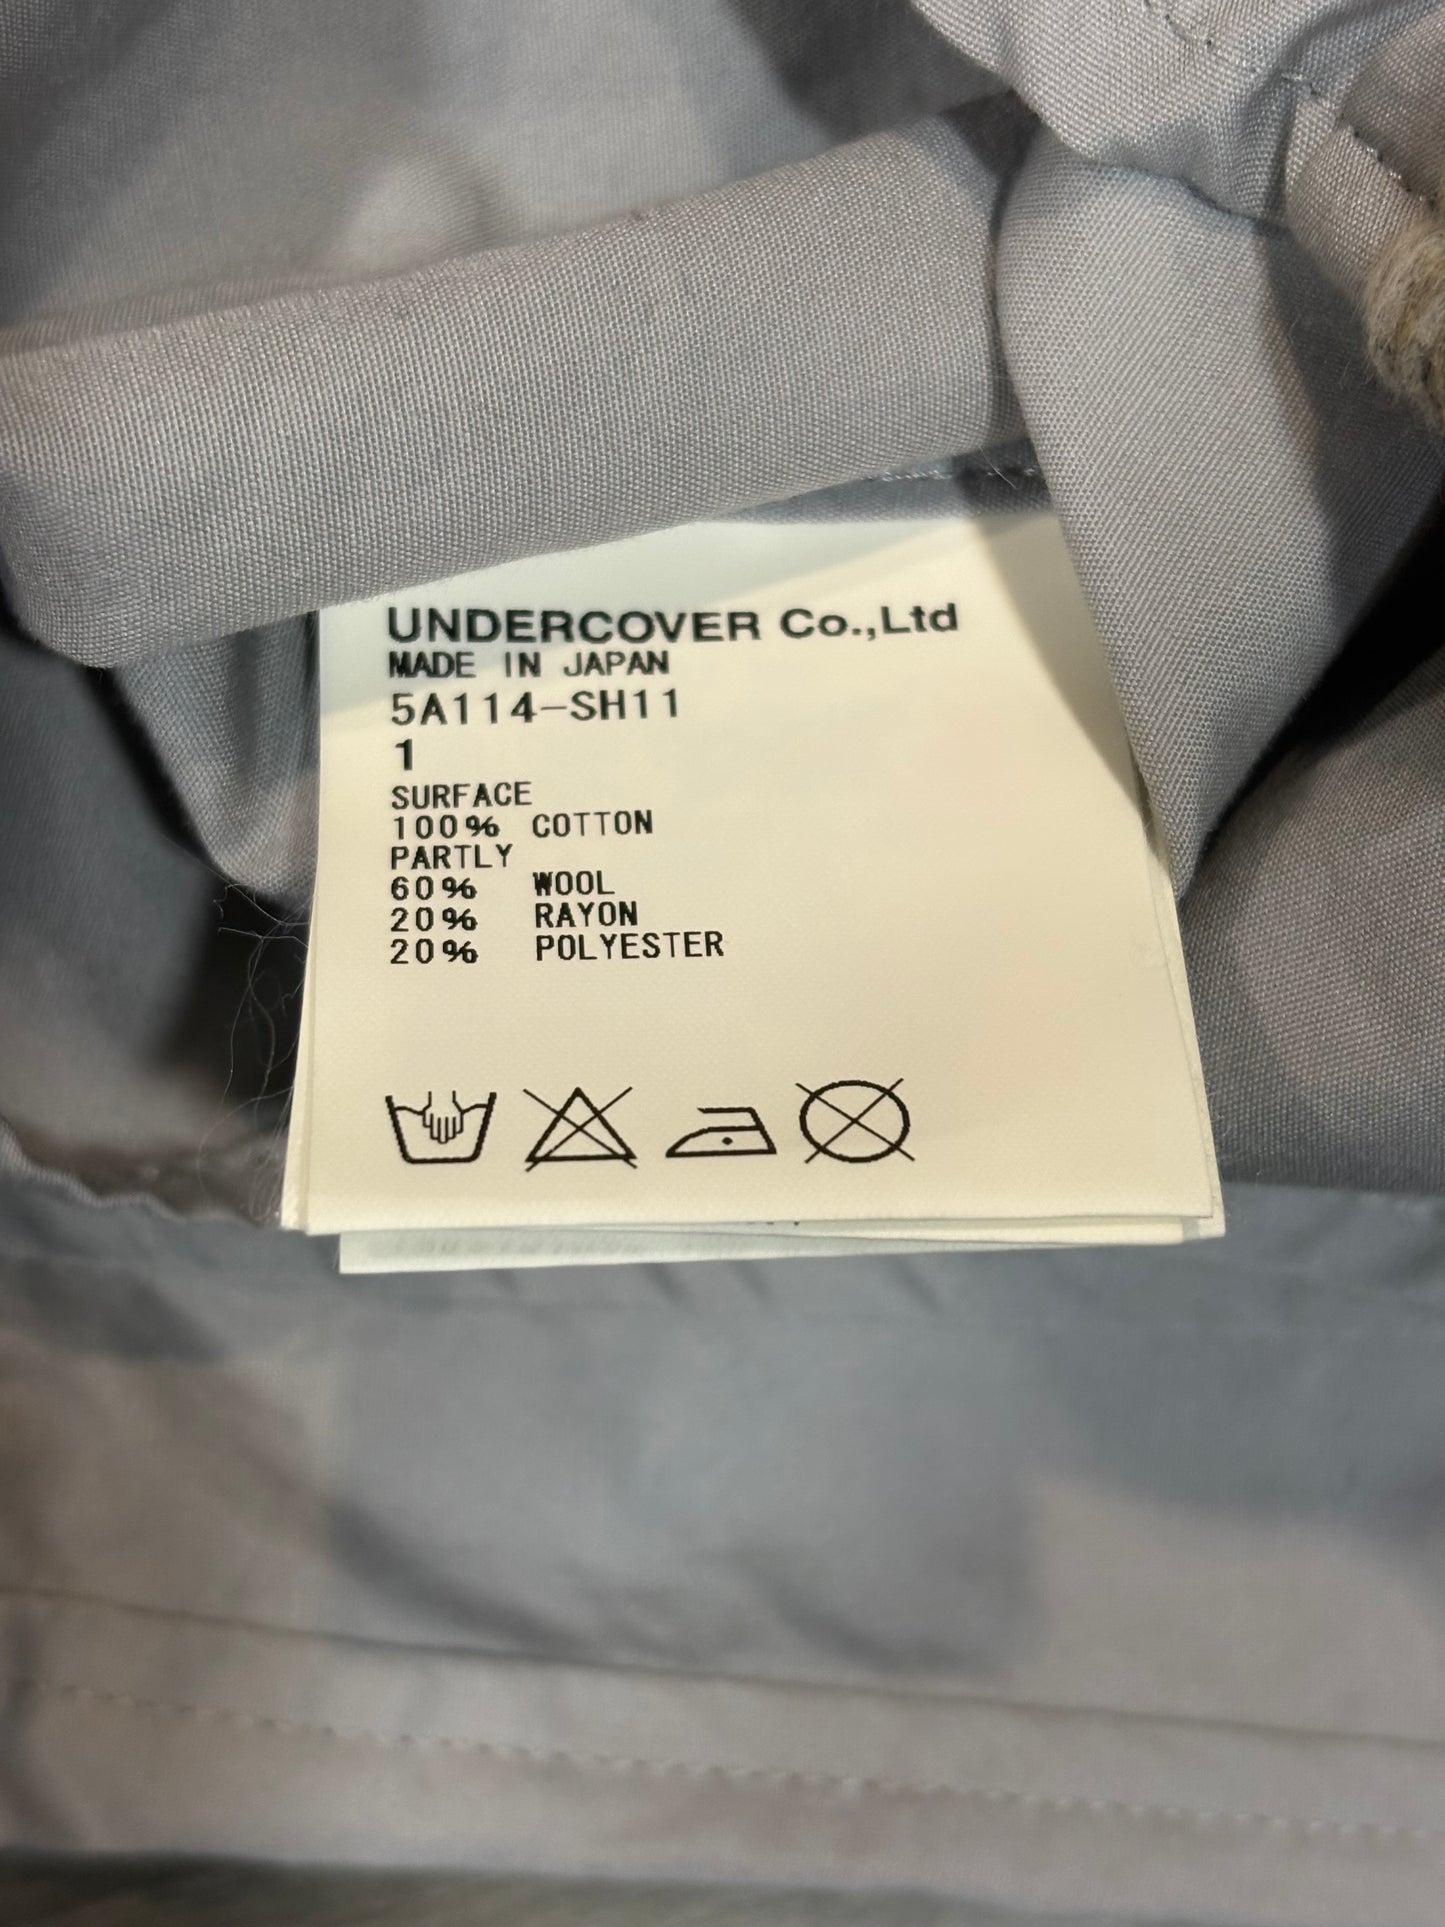 UNDERCOVER Co.,Ltd
MADE IN JAPAN
5A114-SH11
1
SURFACE
100% COTTON
PARTLY
60% WOOL
20% RAYON
20% POLYESTER